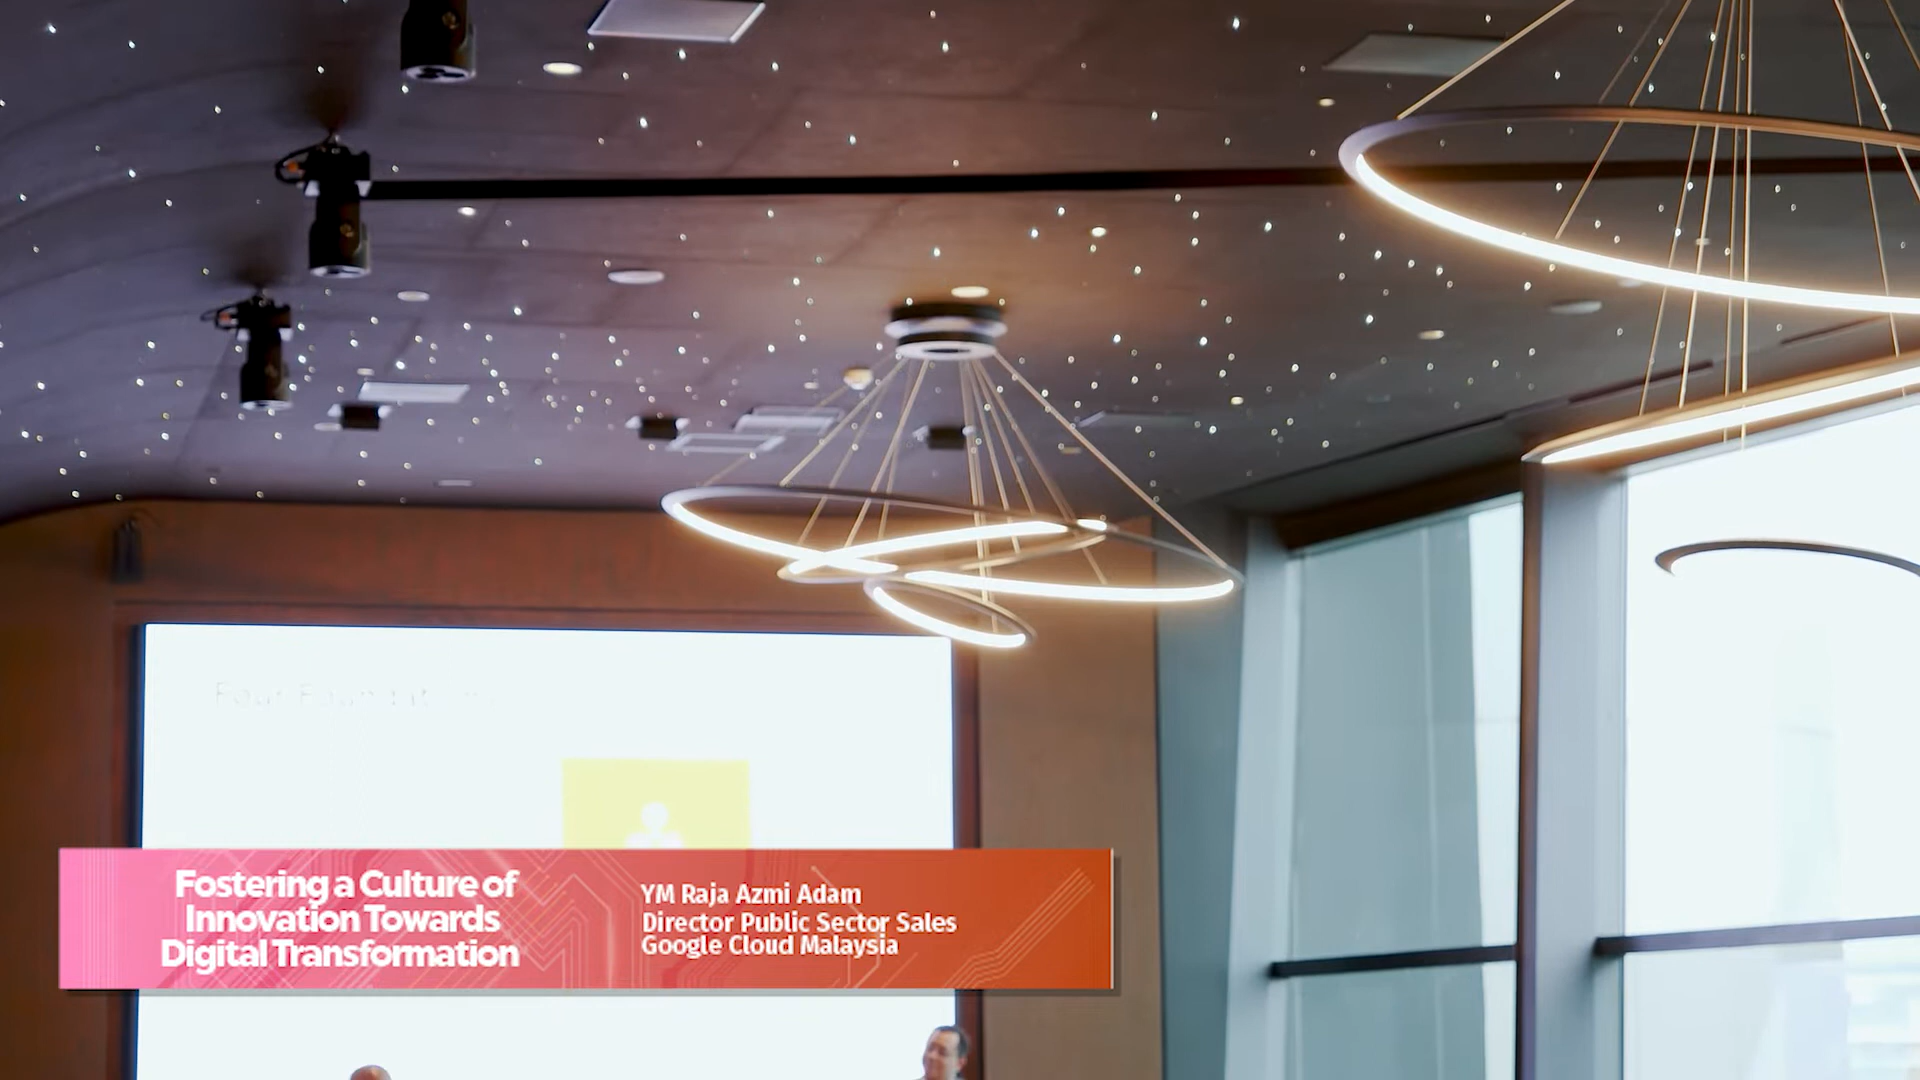 Fostering a Culture of
Innovation Towards
Digital Transformation
YM Raja Azmi Adam
Director Public Sector Sales
Google Cloud Malaysia